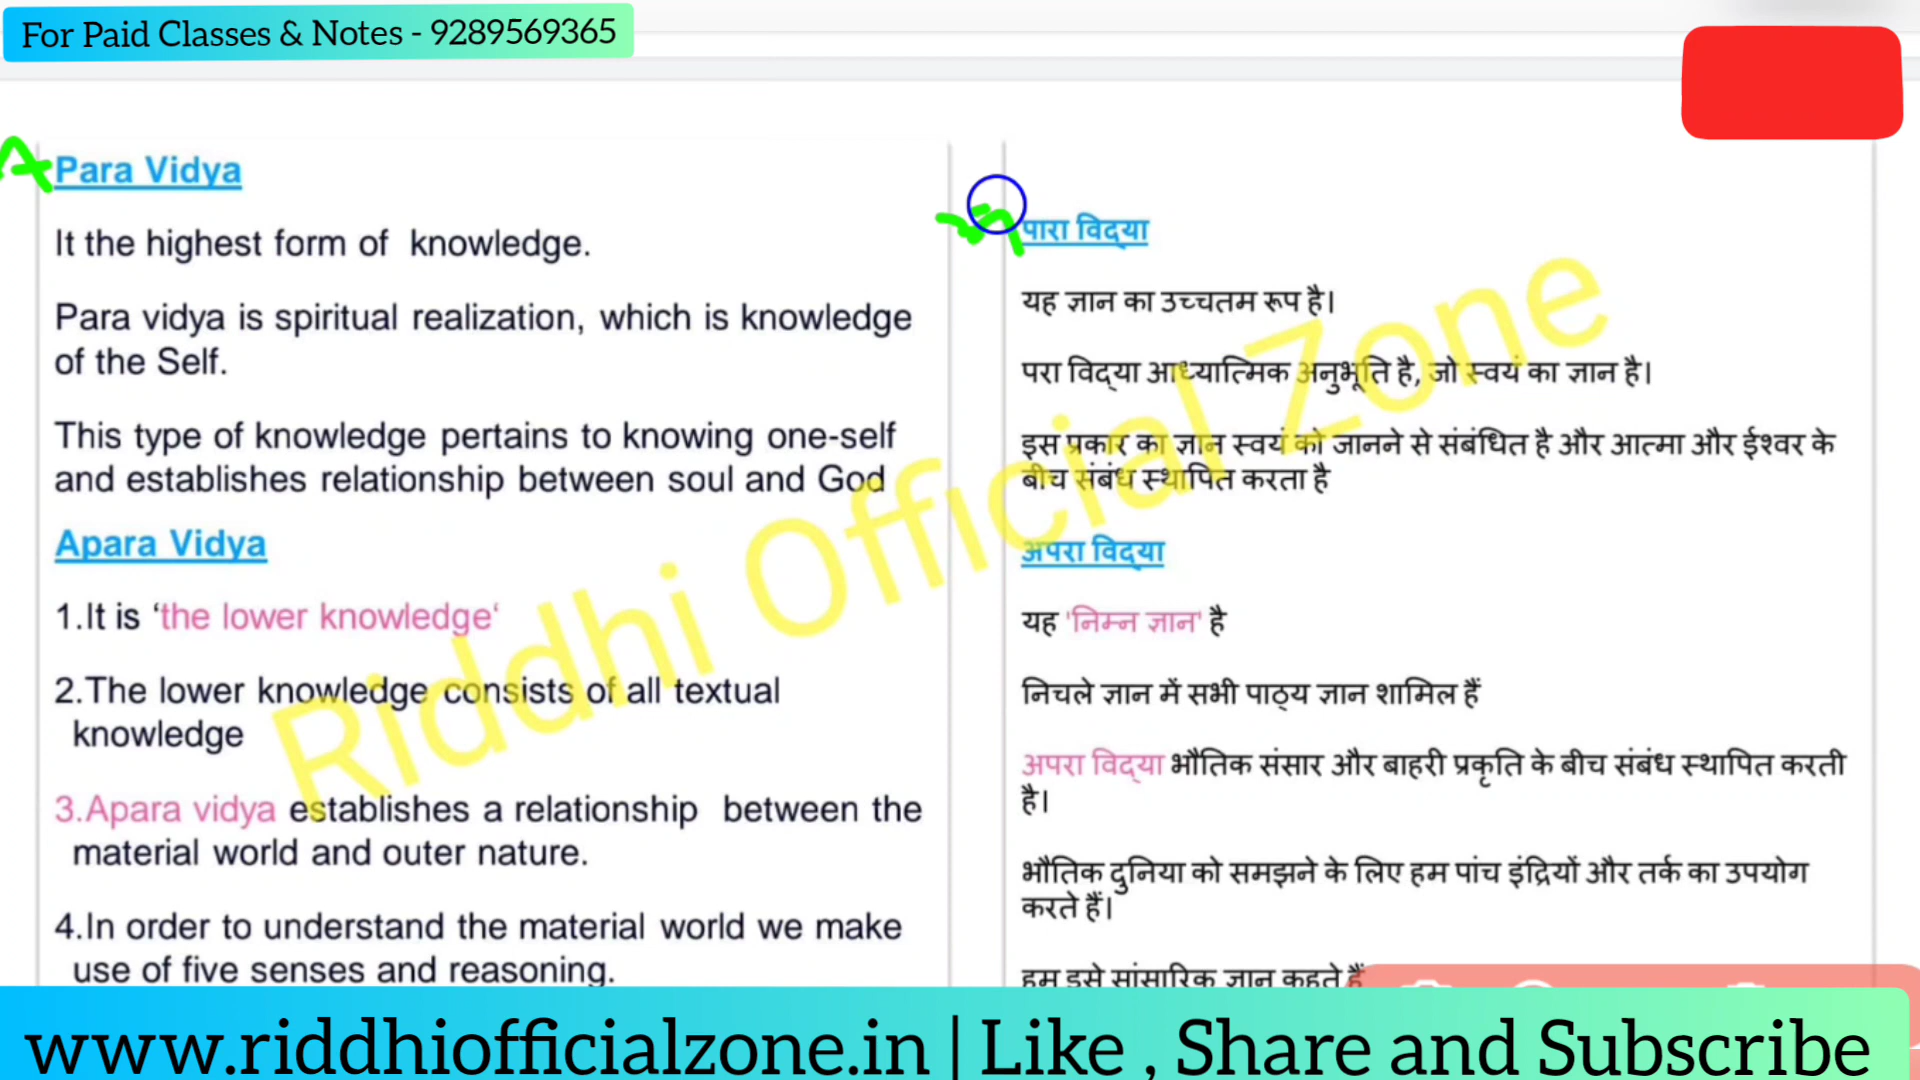 For Paid Classes & Notes - 9289569365
Para Vidya
It the highest form of knowledge.
Para vidya is spiritual realization, which is knowledge
of the Self.
This type of knowledge pertains to knowing one-self
and establishes relationship between soul and God
Apara Vidya
1.It is ‘the lower knowledge‘
2.The lower knowledge consists of all textual
knowledge
3.Apara vidya establishes a relationship between the
material world and outer nature.
4.In order to understand the material world we make
use of five senses and reasoning.
पारा विद्या
यह ज्ञान का उच्चतम रूप है।
परा विद्या आध्यात्मिक अनुभूति है, जो स्वयं का ज्ञान है।
इस प्रकार का ज्ञान स्वयं को जानने से संबंधित है और आत्मा और ईश्वर के
बीच संबंध स्थापित करता है
अपरा विद्या
यह 'निम्न ज्ञान' है
निचले ज्ञान में सभी पाठ्य ज्ञान शामिल हैं
अपरा विद्या भौतिक संसार और बाहरी प्रकृति के बीच संबंध स्थापित करती
है।
भौतिक दुनिया को समझने के लिए हम पांच इंद्रियों और तर्क का उपयोग
करते हैं।
हम इसे सांसारिक ज्ञान कहते हैं
Riddhi Official Zone
www.riddhiofficialzone.in | Like , Share and Subscribe